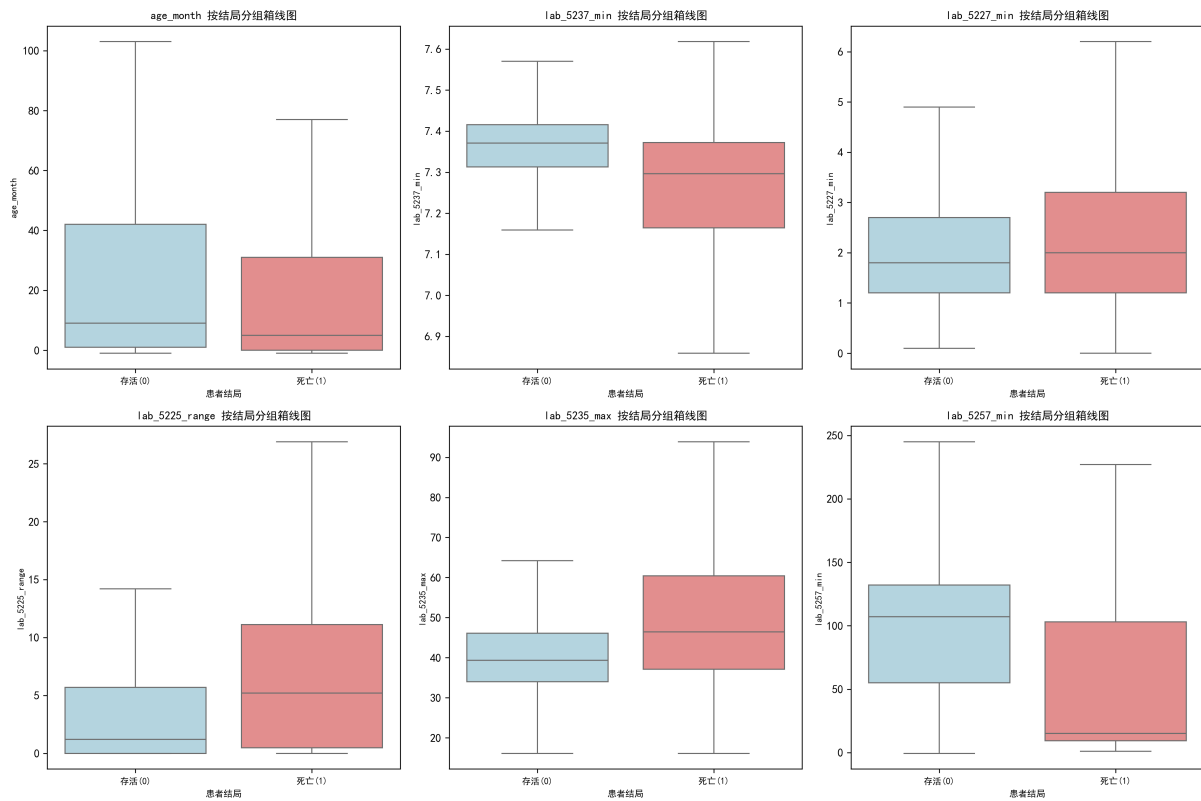 age_month 按结局分组箱线图
100
80
60
40
20
0
age_month
存活(0)
死亡(1)
患者结局
lab_5237_min 按结局分组箱线图
7.6
7.5
7.4
7.3
7.2
7.1
7.0
6.9
lab_5237_min
存活(0)
死亡(1)
患者结局
lab_5227_min 按结局分组箱线图
6
5
4
3
2
1
0
lab_5227_min
存活(0)
死亡(1)
患者结局
lab_5225_range 按结局分组箱线图
25
20
15
10
5
0
lab_5225_range
存活(0)
死亡(1)
患者结局
lab_5235_max 按结局分组箱线图
90
80
70
60
50
40
30
20
lab_5235_max
存活(0)
死亡(1)
患者结局
lab_5257_min 按结局分组箱线图
250
200
150
100
50
0
lab_5257_min
存活(0)
死亡(1)
患者结局